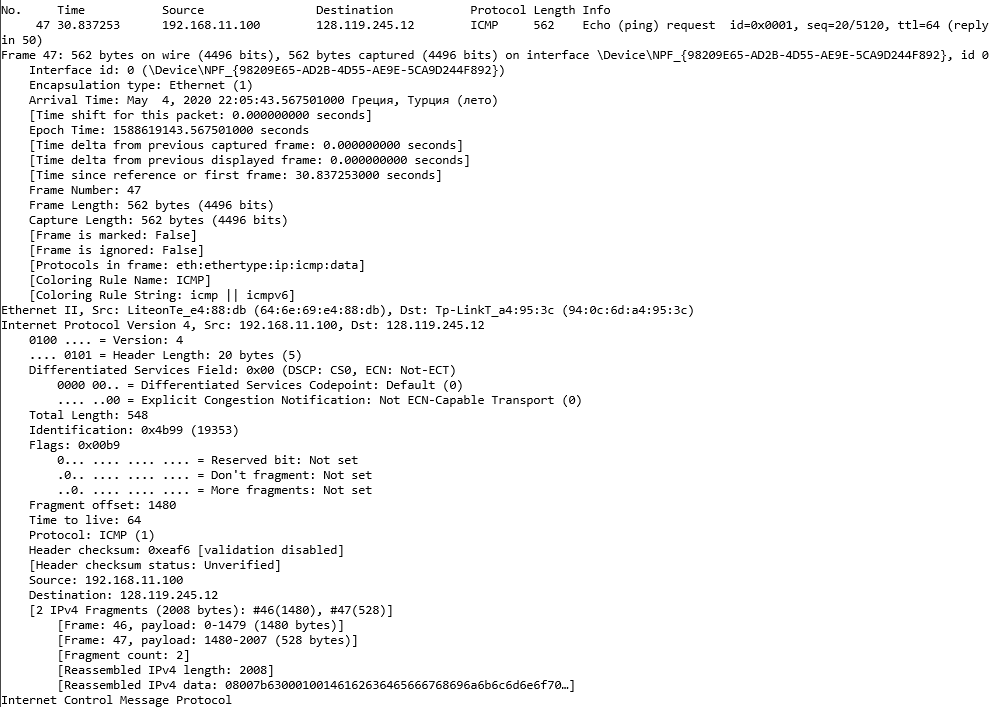 No.     Time           Source                Destination           Protocol Length Info
     47 30.837253      192.168.11.100        128.119.245.12        ICMP     562    Echo (ping) request  id=0x0001, seq=20/5120, ttl=64 (reply
in 50)
Frame 47: 562 bytes on wire (4496 bits), 562 bytes captured (4496 bits) on interface \Device\NPF_{98209E65-AD2B-4D55-AE9E-5CA9D244F892}, id 0
    Interface id: 0 (\Device\NPF_{98209E65-AD2B-4D55-AE9E-5CA9D244F892})
    Encapsulation type: Ethernet (1)
    Arrival Time: May  4, 2020 22:05:43.567501000 Греция, Турция (лето)
    [Time shift for this packet: 0.000000000 seconds]
    Epoch Time: 1588619143.567501000 seconds
    [Time delta from previous captured frame: 0.000000000 seconds]
    [Time delta from previous displayed frame: 0.000000000 seconds]
    [Time since reference or first frame: 30.837253000 seconds]
    Frame Number: 47
    Frame Length: 562 bytes (4496 bits)
    Capture Length: 562 bytes (4496 bits)
    [Frame is marked: False]
    [Frame is ignored: False]
    [Protocols in frame: eth:ethertype:ip:icmp:data]
    [Coloring Rule Name: ICMP]
    [Coloring Rule String: icmp || icmpv6]
Ethernet II, Src: LiteonTe_e4:88:db (64:6e:69:e4:88:db), Dst: Tp-LinkT_a4:95:3c (94:0c:6d:a4:95:3c)
Internet Protocol Version 4, Src: 192.168.11.100, Dst: 128.119.245.12
    0100 .... = Version: 4
    .... 0101 = Header Length: 20 bytes (5)
    Differentiated Services Field: 0x00 (DSCP: CS0, ECN: Not-ECT)
        0000 00.. = Differentiated Services Codepoint: Default (0)
        .... ..00 = Explicit Congestion Notification: Not ECN-Capable Transport (0)
    Total Length: 548
    Identification: 0x4b99 (19353)
    Flags: 0x00b9
        0... .... .... .... = Reserved bit: Not set
        .0.. .... .... .... = Don't fragment: Not set
        ..0. .... .... .... = More fragments: Not set
    Fragment offset: 1480
    Time to live: 64
    Protocol: ICMP (1)
    Header checksum: 0xeaf6 [validation disabled]
    [Header checksum status: Unverified]
    Source: 192.168.11.100
    Destination: 128.119.245.12
    [2 IPv4 Fragments (2008 bytes): #46(1480), #47(528)]
        [Frame: 46, payload: 0-1479 (1480 bytes)]
        [Frame: 47, payload: 1480-2007 (528 bytes)]
        [Fragment count: 2]
        [Reassembled IPv4 length: 2008]
        [Reassembled IPv4 data: 08007b63000100146162636465666768696a6b6c6d6e6f70…]
Internet Control Message Protocol